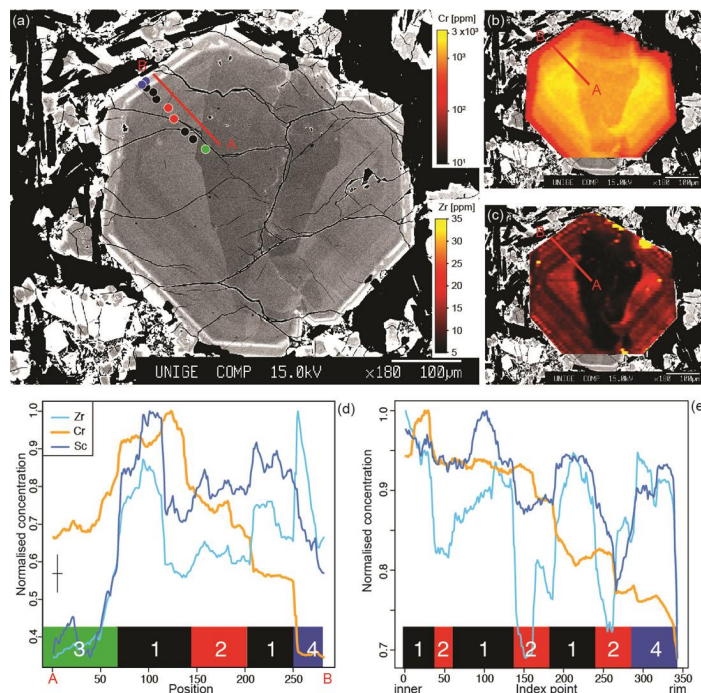 (a)
B
A
Cr [ppm]
3 x10³
10³
10²
10¹
Zr [ppm]
35
30
25
20
15
10
5
UNIGE COMP 15.0kV ×180 100µm
(b)
B
A
UNIGE COMP 15.0kV ×180 100µm
(c)
B
A
UNIGE COMP 15.0kV ×180 100µm
(d)
Zr
Cr
Sc
Normalised concentration
1.0
0.9
0.8
0.7
0.6
0.5
0.4
3 1 2 1 4
0 50 100 150 200 250
A Position B
(e)
Normalised concentration
1.0
0.9
0.8
0.7
1 2 1 2 1 2 4
0 50 100 150 200 250 300 350
inner Index point rim